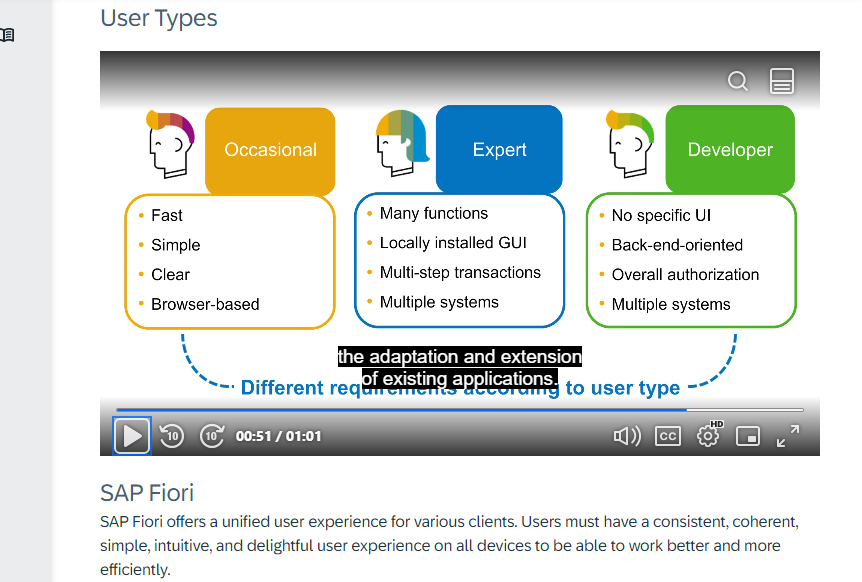 User Types
Occasional
Expert
Developer
• Fast
• Simple
• Clear
• Browser-based
• Many functions
• Locally installed GUI
• Multi-step transactions
• Multiple systems
• No specific UI
• Back-end-oriented
• Overall authorization
• Multiple systems
the adaptation and extension
of existing applications.
Different requirements according to user type
10
10
00:51 / 01:01
CC
HD
SAP Fiori
SAP Fiori offers a unified user experience for various clients. Users must have a consistent, coherent,
simple, intuitive, and delightful user experience on all devices to be able to work better and more
efficiently.